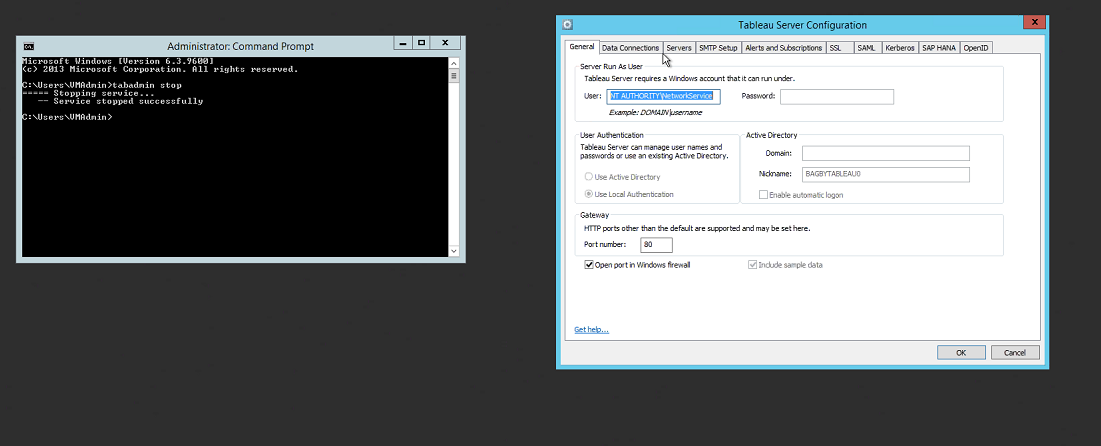 Administrator: Command Prompt
Microsoft Windows [Version 6.3.9600]
(c) 2013 Microsoft Corporation. All rights reserved.
C:\Users\VMAdmin>tabadmin stop
===== Stopping service...
-- Service stopped successfully
C:\Users\VMAdmin>
Tableau Server Configuration
General Data Connections Servers SMTP Setup Alerts and Subscriptions SSL SAML Kerberos SAP HANA OpenID
Server Run As User
Tableau Server requires a Windows account that it can run under.
User: NT AUTHORITY\NetworkService Password:
Example: DOMAIN\username
User Authentication
Tableau Server can manage user names and
passwords or use an existing Active Directory.
Use Active Directory
Use Local Authentication
Active Directory
Domain:
Nickname: BAGBYTABLEAU0
Enable automatic logon
Gateway
HTTP ports other than the default are supported and may be set here.
Port number: 80
Open port in Windows firewall Include sample data
Get help...
OK Cancel